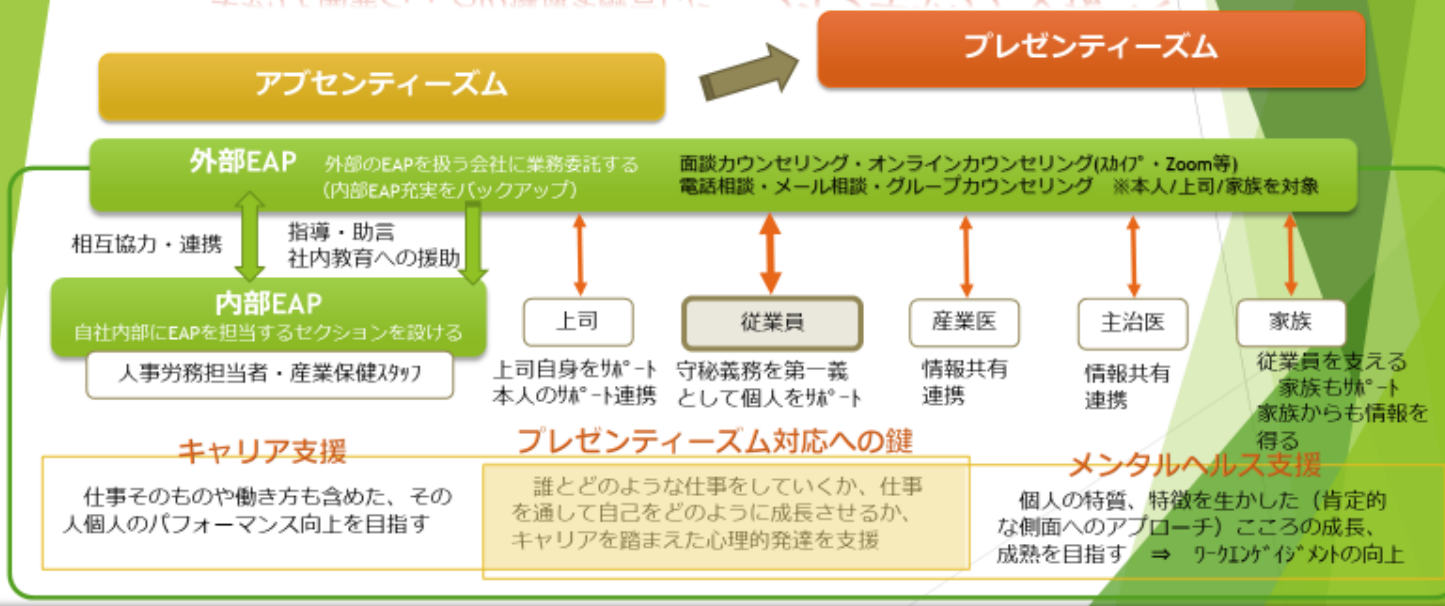 アブセンティーズム
プレゼンティーズム
外部EAP
外部のEAPを扱う会社に業務委託する
（内部EAP充実をバックアップ）
面談カウンセリング・オンラインカウンセリング(ｽｶｲﾌﾟ・Zoom等)
電話相談・メール相談・グループカウンセリング　※本人/上司/家族を対象
相互協力・連携
指導・助言
社内教育への援助
内部EAP
自社内部にEAPを担当するセクションを設ける
人事労務担当者・産業保健ｽﾀｯﾌ
上司
上司自身をｻﾎﾟｰﾄ
本人のｻﾎﾟｰﾄ連携
従業員
守秘義務を第一義
として個人をｻﾎﾟｰﾄ
産業医
情報共有
連携
主治医
情報共有
連携
家族
従業員を支える
家族もｻﾎﾟｰﾄ
家族からも情報を
得る
キャリア支援
仕事そのものや働き方も含めた、その
人個人のパフォーマンス向上を目指す
プレゼンティーズム対応への鍵
誰とどのような仕事をしていくか、仕事
を通して自己をどのように成長させるか、
キャリアを踏まえた心理的発達を支援
メンタルヘルス支援
個人の特質、特徴を生かした（肯定的
な側面へのアプローチ）こころの成長、
成熟を目指す　⇒　ﾜｰｸｴﾝｹﾞｲｼﾞﾒﾝﾄの向上